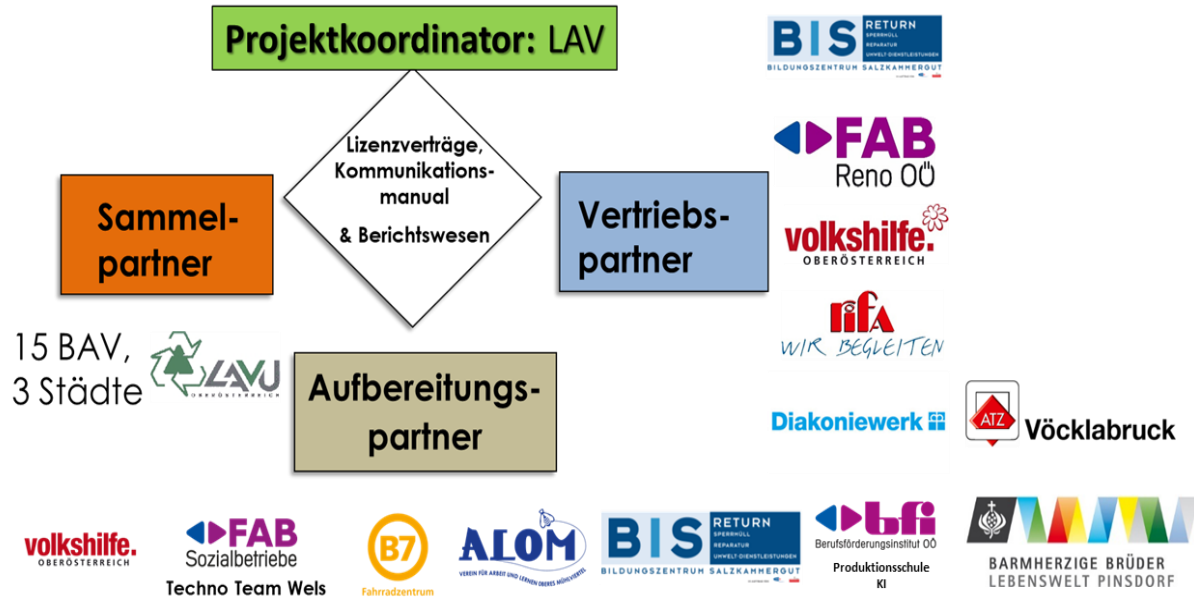 Projektkoordinator: LAV
Lizenzverträge,
Kommunikations-
manual
& Berichtswesen
Sammel-
partner
Vertriebs-
partner
15 BAV,
3 Städte
LAVU
OBERÖSTERREICH
Aufbereitungs-
partner
BIS
RETURN
SPERRMÜLL
REPARATUR
UMWELT-DIENSTLEISTUNGEN
BILDUNGSZENTRUM SALZKAMMERGUT
FAB
Reno OÖ
volkshilfe.
OBERÖSTERREICH
rifA
WIR BEGLEITEN
Diakoniewerk
ATZ
Vöcklabruck
volkshilfe.
OBERÖSTERREICH
FAB
Sozialbetriebe
Techno Team Wels
B7
Fahrradzentrum
ALOM
VEREIN FÜR ARBEIT UND LERNEN OBERES MÜHLVIERTEL
BIS
RETURN
SPERRMÜLL
REPARATUR
UMWELT-DIENSTLEISTUNGEN
BILDUNGSZENTRUM SALZKAMMERGUT
bfi
Berufsförderungsinstitut OÖ
Produktionsschule
KI
BARMHERZIGE BRÜDER
LEBENSWELT PINSDORF